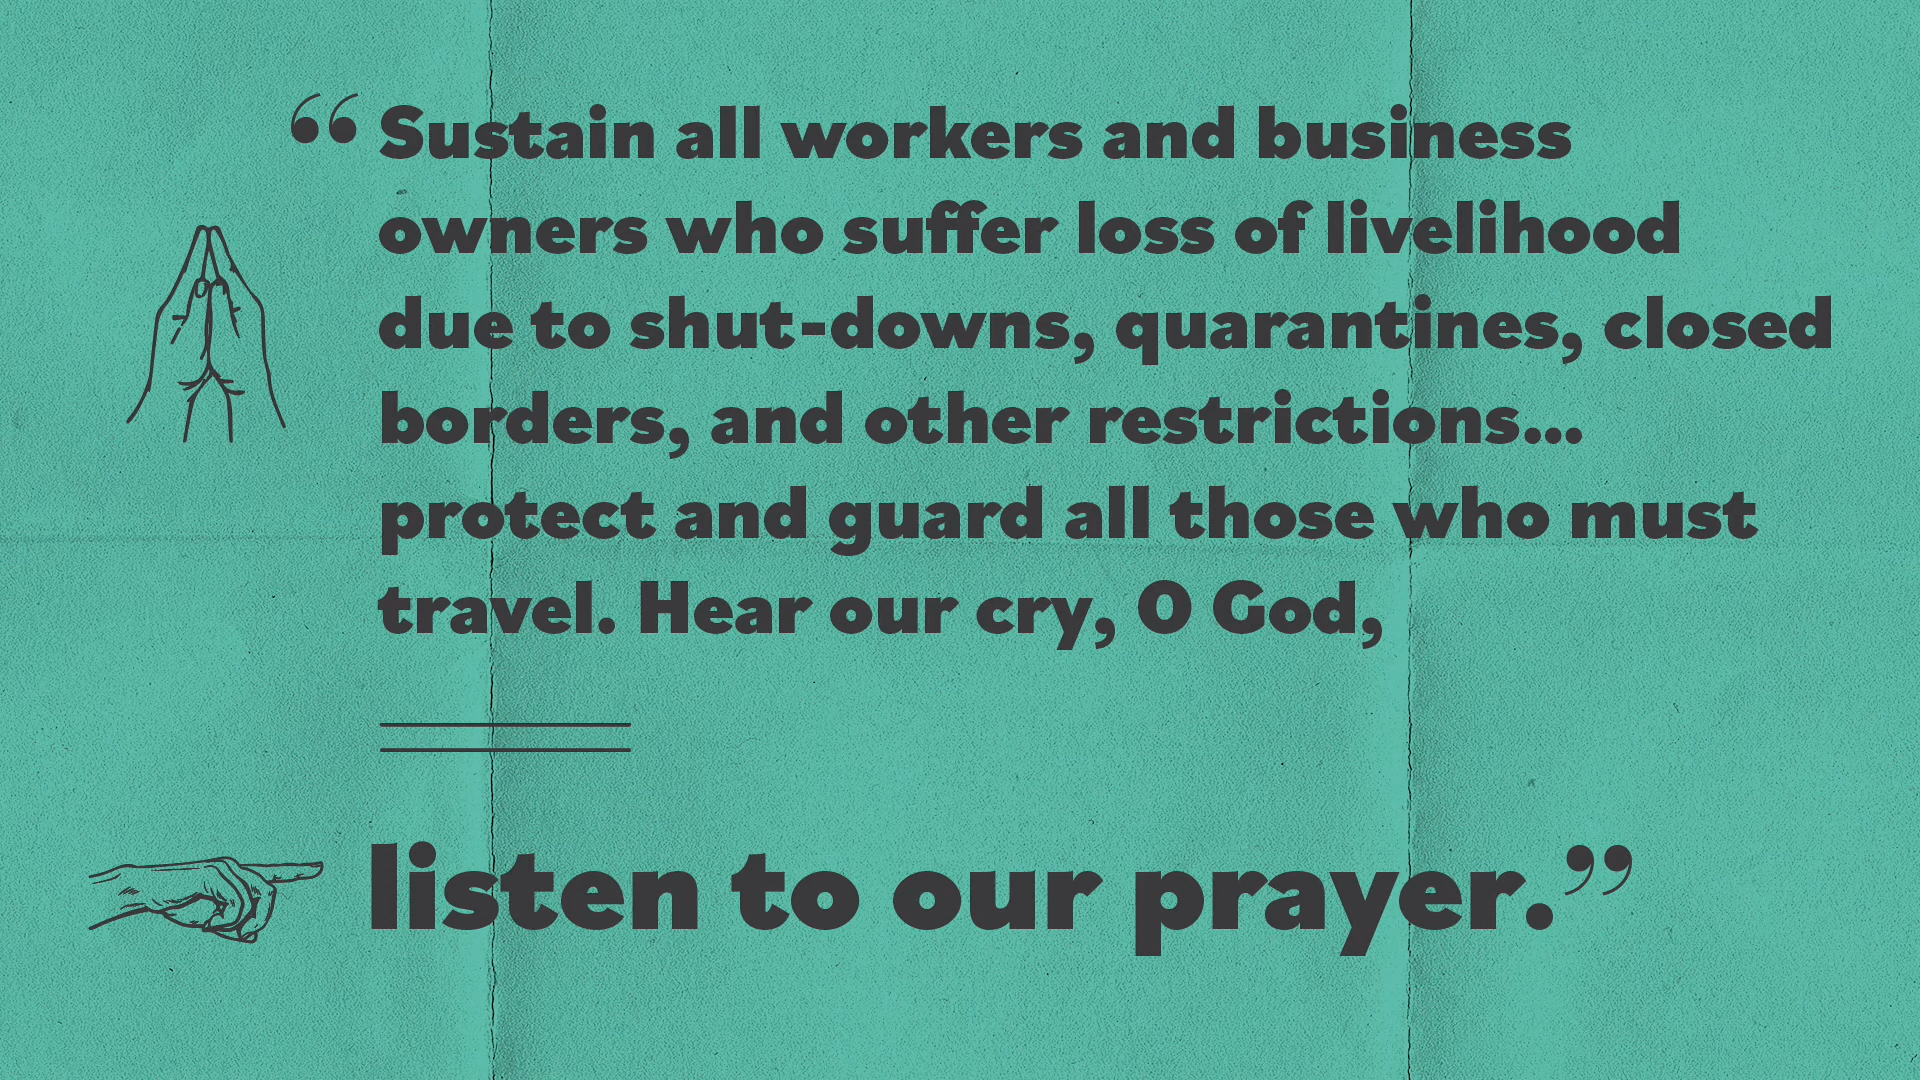 “Sustain all workers and business
owners who suffer loss of livelihood
due to shut-downs, quarantines, closed
borders, and other restrictions...
protect and guard all those who must
travel. Hear our cry, O God,
listen to our prayer.”